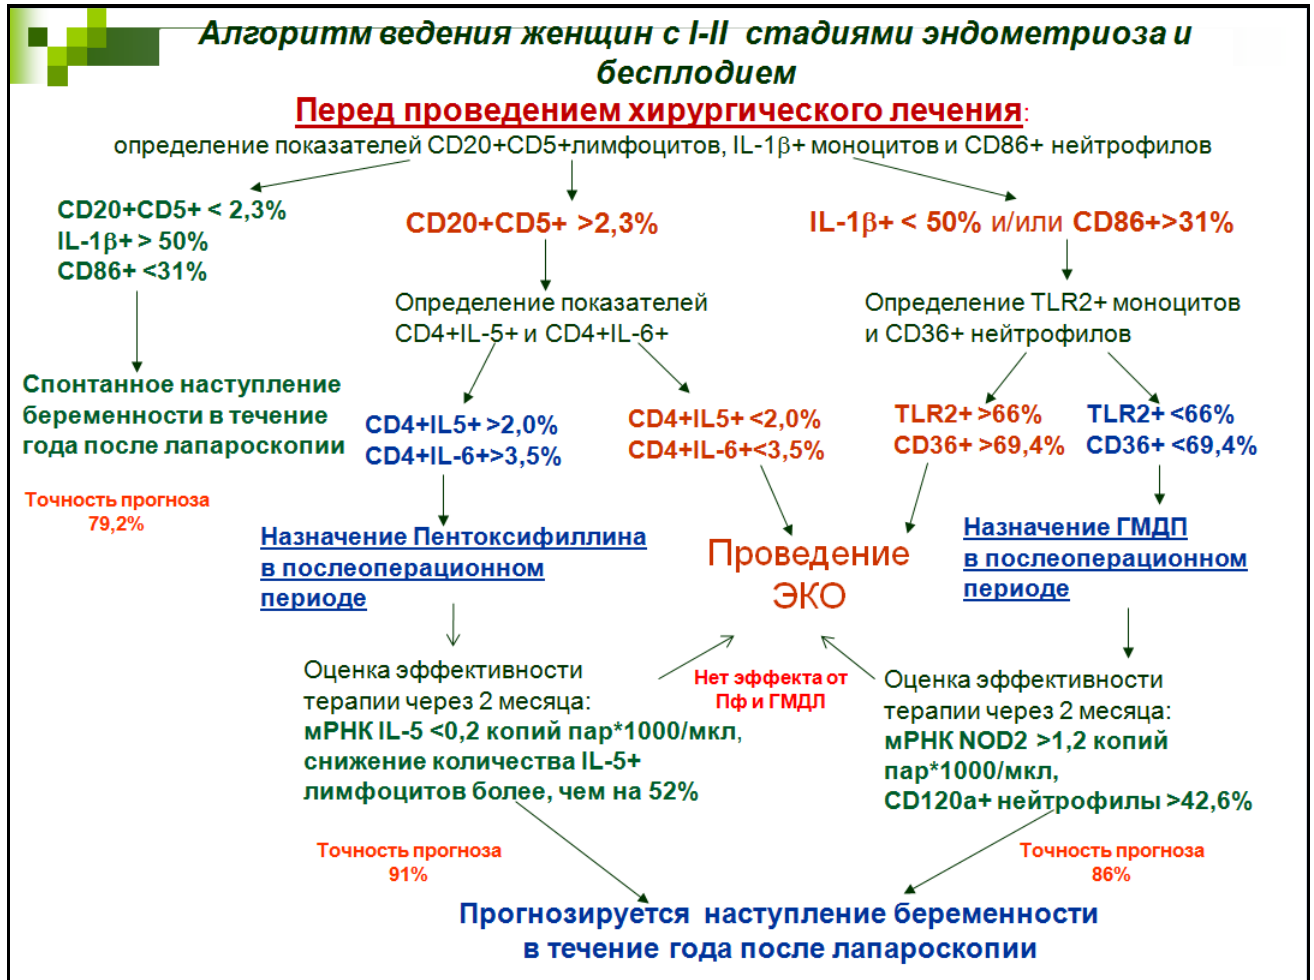 Алгоритм ведения женщин с I-II стадиями эндометриоза и
бесплодием
Перед проведением хирургического лечения:
определение показателей CD20+CD5+лимфоцитов, IL-1β+ моноцитов и CD86+ нейтрофилов
CD20+CD5+ < 2,3%
IL-1β+ > 50%
CD86+ <31%
CD20+CD5+ >2,3%
IL-1β+ < 50% и/или CD86+>31%
Определение показателей
CD4+IL-5+ и CD4+IL-6+
Определение TLR2+ моноцитов
и CD36+ нейтрофилов
Спонтанное наступление
беременности в течение
года после лапароскопии
Точность прогноза
79,2%
CD4+IL5+ >2,0%
CD4+IL-6+>3,5%
CD4+IL5+ <2,0%
CD4+IL-6+<3,5%
TLR2+ >66%
CD36+ >69,4%
TLR2+ <66%
CD36+ <69,4%
Назначение Пентоксифиллина
в послеоперационном
периоде
Проведение
ЭКО
Назначение ГМДП
в послеоперационном
периоде
Оценка эффективности
терапии через 2 месяца:
мРНК IL-5 <0,2 копий пар*1000/мкл,
снижение количества IL-5+
лимфоцитов более, чем на 52%
Нет эффекта от
Пф и ГМДЛ
Оценка эффективности
терапии через 2 месяца:
мРНК NOD2 >1,2 копий
пар*1000/мкл,
CD120a+ нейтрофилы >42,6%
Точность прогноза
91%
Точность прогноза
86%
Прогнозируется наступление беременности
в течение года после лапароскопии